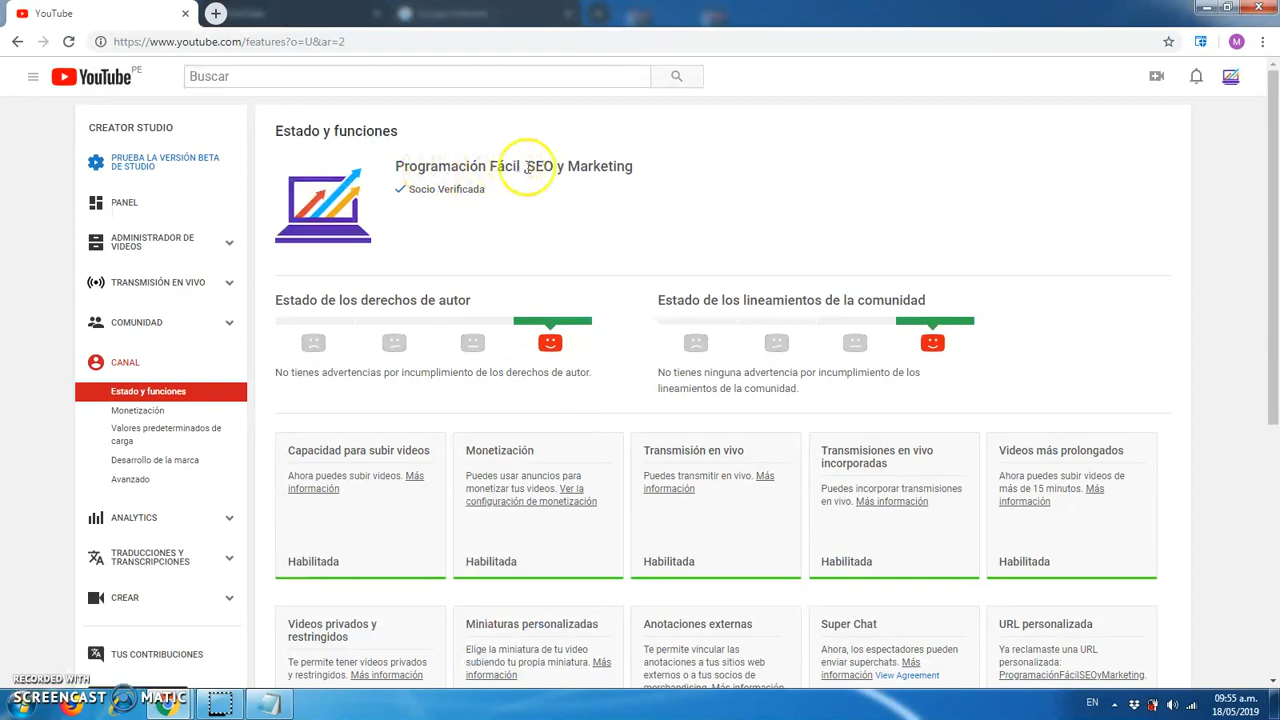 YouTube
https://www.youtube.com/features?o=U&ar=2
M
YouTube PE
Buscar
CREATOR STUDIO
PRUEBA LA VERSIÓN BETA
DE STUDIO
PANEL
ADMINISTRADOR DE
VIDEOS
TRANSMISIÓN EN VIVO
COMUNIDAD
CANAL
Estado y funciones
Monetización
Valores predeterminados de
carga
Desarrollo de la marca
Avanzado
ANALYTICS
TRADUCCIONES Y
TRANSCRIPCIONES
CREAR
TUS CONTRIBUCIONES
Estado y funciones
Programación Fácil SEO y Marketing
Socio Verificada
Estado de los derechos de autor
No tienes advertencias por incumplimiento de los derechos de autor.
Estado de los lineamientos de la comunidad
No tienes ninguna advertencia por incumplimiento de los
lineamientos de la comunidad.
Capacidad para subir videos
Ahora puedes subir videos. Más
información
Habilitada
Monetización
Puedes usar anuncios para
monetizar tus videos. Ver la
configuración de monetización
Habilitada
Transmisión en vivo
Puedes transmitir en vivo. Más
información
Habilitada
Transmisiones en vivo
incorporadas
Puedes incorporar transmisiones
en vivo. Más información
Habilitada
Videos más prolongados
Ahora puedes subir videos de
más de 15 minutos. Más
información
Habilitada
Videos privados y
restringidos
Te permite tener videos privados
y restringidos. Más información
Miniaturas personalizadas
Elige la miniatura de tu video
subiendo tu propia miniatura. Más
información
Anotaciones externas
Te permite vincular las
anotaciones a tus sitios web
externos o a tus socios de
merchandising. Más información
Super Chat
Ahora, los espectadores pueden
enviar superchats. Más
información View Agreement
URL personalizada
Ya reclamaste una URL
personalizada:
ProgramaciónFácilSEOyMarketing.
RECORDED WITH
SCREENCAST MATIC
EN
09:55 a.m.
18/05/2019